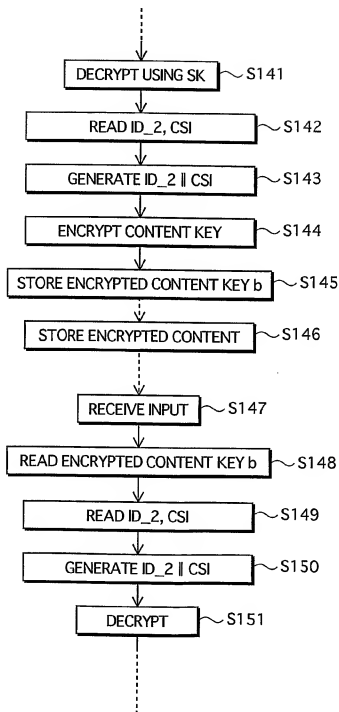 DECRYPT USING SK S141
READ ID_2, CSI S142
GENERATE ID_2 || CSI S143
ENCRYPT CONTENT KEY S144
STORE ENCRYPTED CONTENT KEY b S145
STORE ENCRYPTED CONTENT S146
RECEIVE INPUT S147
READ ENCRYPTED CONTENT KEY b S148
READ ID_2, CSI S149
GENERATE ID_2 || CSI S150
DECRYPT S151